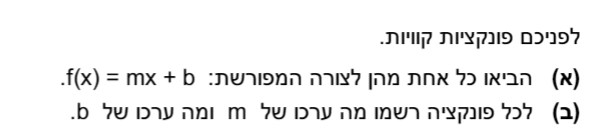 לפניכם פונקציות קוויות.
(א) הביאו כל אחת מהן לצורה המפורשת: f(x) = mx + b.
(ב) לכל פונקציה רשמו מה ערכו של m ומה ערכו של b.